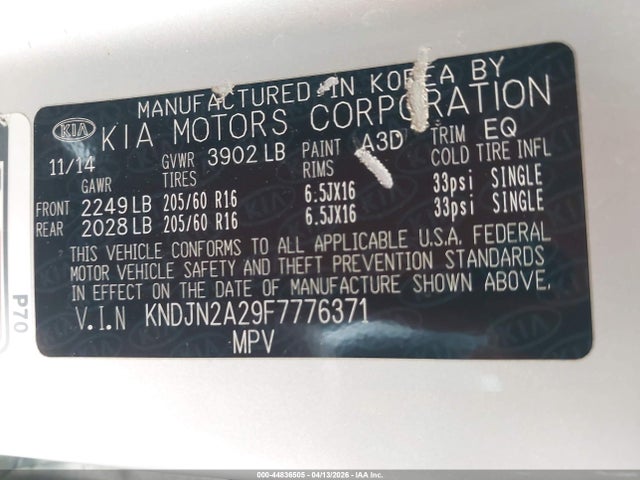 MANUFACTURED IN KOREA BY
KIA KIA MOTORS CORPORATION
11/14 GVWR 3902 LB PAINT A3D TRIM EQ
GAWR TIRES RIMS COLD TIRE INFL
FRONT 2249 LB 205/60 R16 6.5JX16 33psi SINGLE
REAR 2028 LB 205/60 R16 6.5JX16 33psi SINGLE
THIS VEHICLE CONFORMS TO ALL APPLICABLE U.S.A. FEDERAL
MOTOR VEHICLE SAFETY AND THEFT PREVENTION STANDARDS
IN EFFECT ON THE DATE OF MANUFACTURE SHOWN ABOVE.
V.I.N KNDJN2A29F7776371
MPV
P70
000-44836505 - 04/13/2026 - IAA Inc.